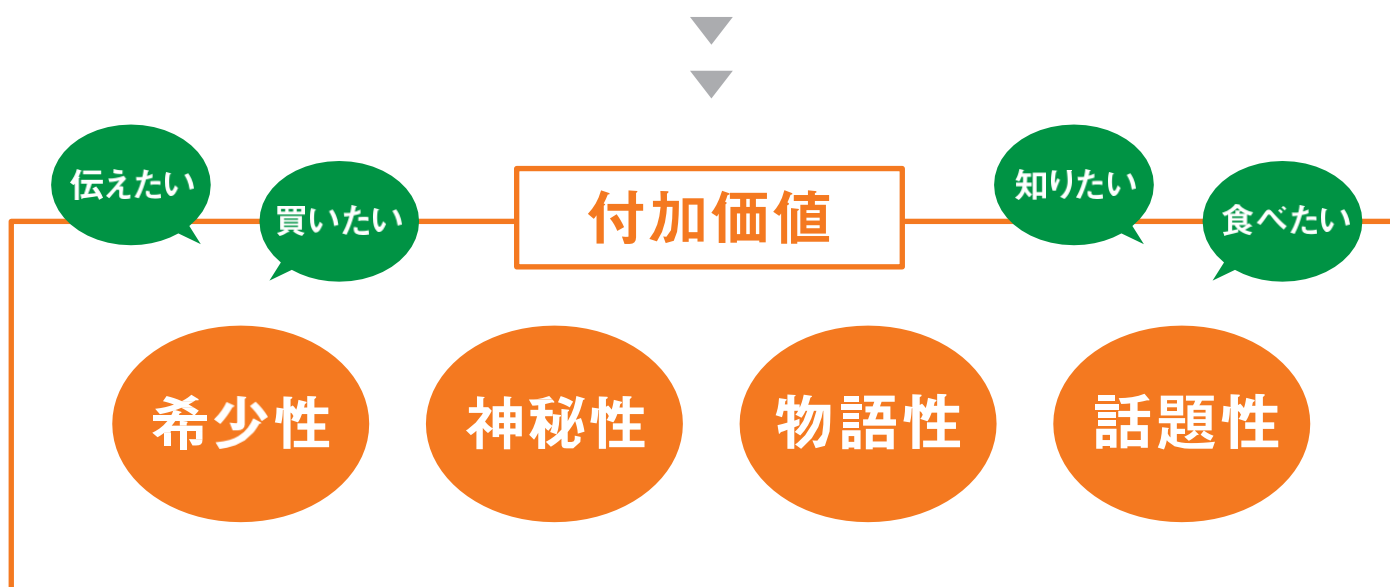 伝えたい
買いたい
付加価値
知りたい
食べたい
希少性
神秘性
物語性
話題性